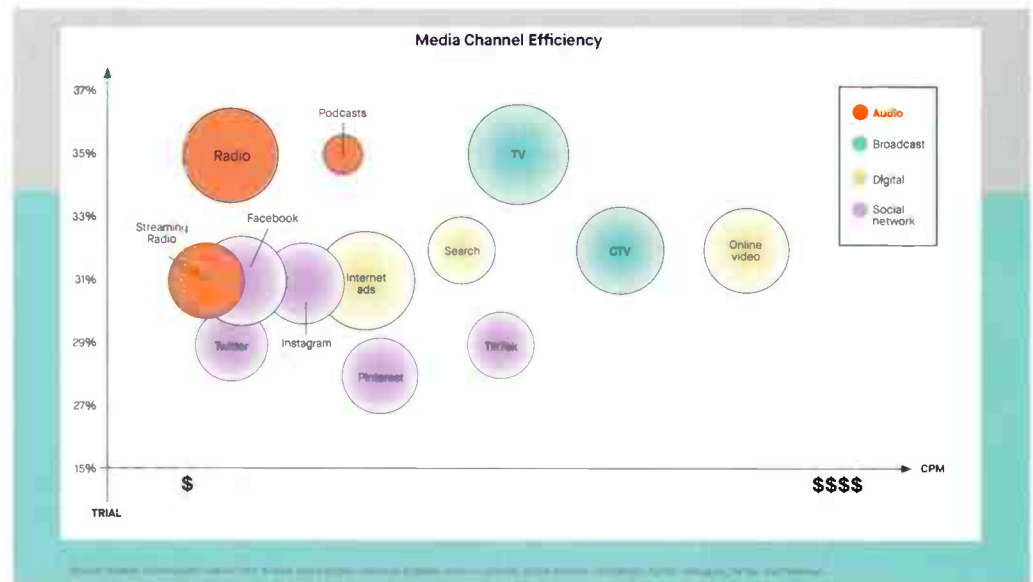 Media Channel Efficiency
37%
35%
33%
31%
29%
27%
15%
TRIAL
$
$$$$
CPM
Radio
Podcasts
TV
Streaming
Radio
Facebook
Search
CTV
Online
video
Internet
ads
Instagram
Twitter
Pinterest
TikTok
Audio
Broadcast
Digital
Social
network